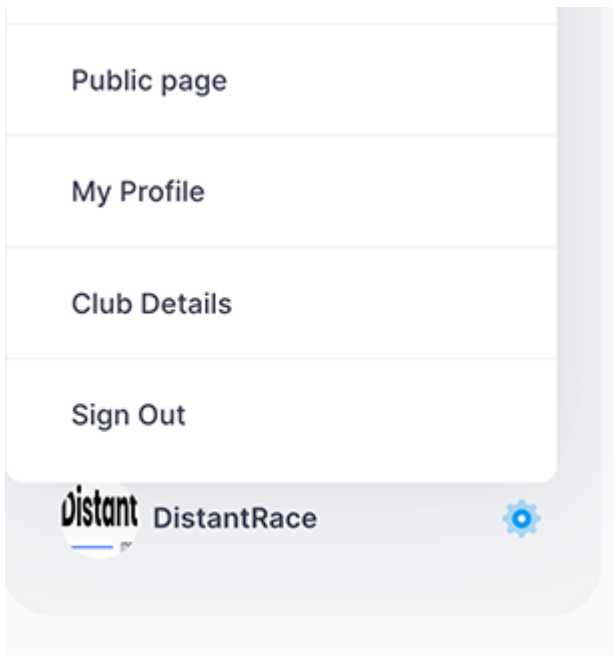 Public page
My Profile
Club Details
Sign Out
Distant
DistantRace